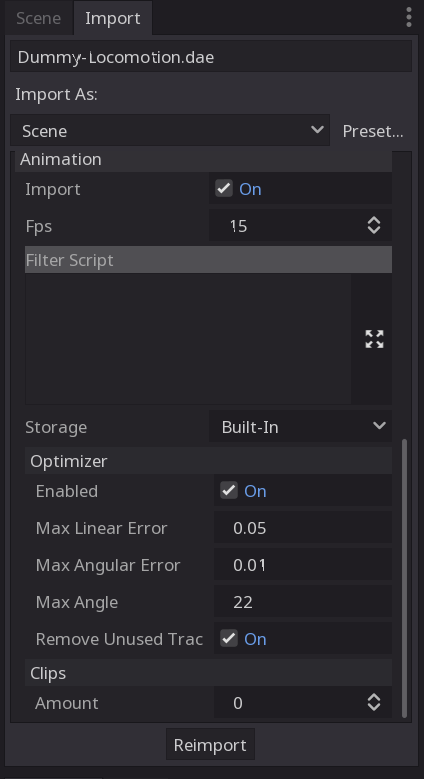 Scene Import
Dummy-Locomotion.dae
Import As:
Scene Preset...
Animation
Import On
Fps 15
Filter Script
Storage Built-In
Optimizer
Enabled On
Max Linear Error 0.05
Max Angular Error 0.01
Max Angle 22
Remove Unused Trac On
Clips
Amount 0
Reimport